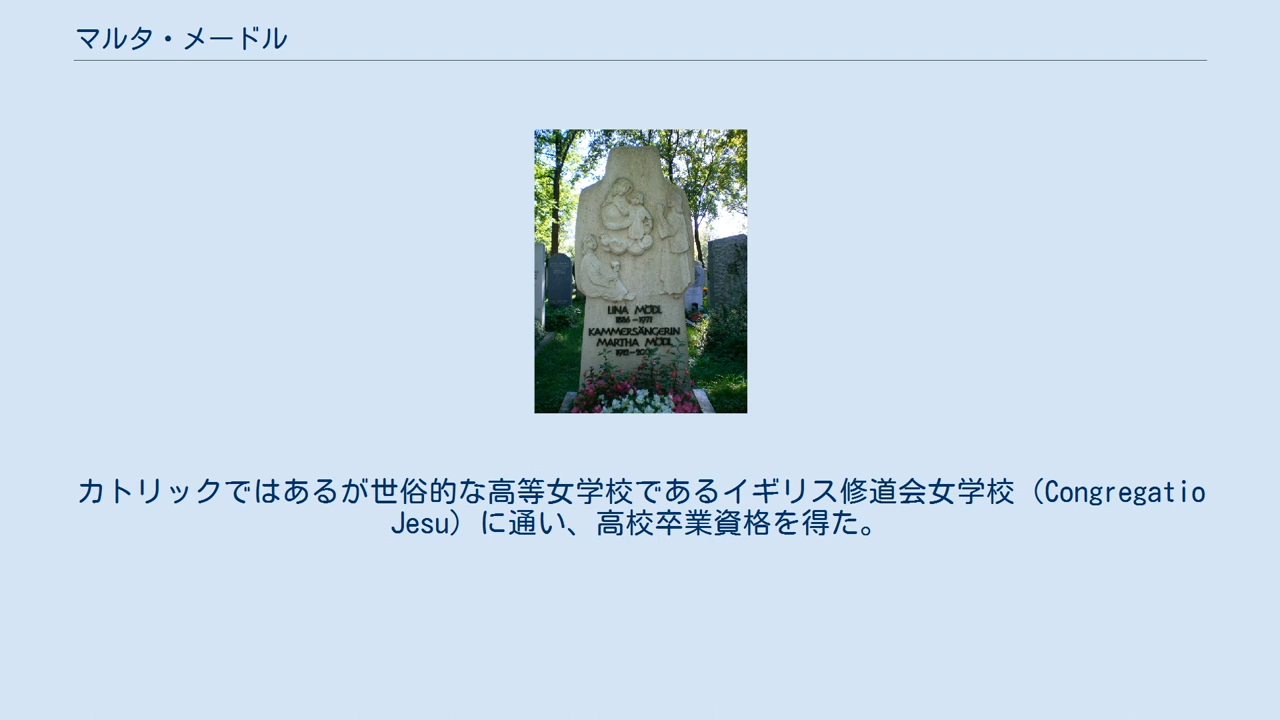 マルタ・メードル
LINA MÖDL
1886–1971
KAMMERSÄNGERIN
MARTHA MÖDL
カトリックではあるが世俗的な高等女学校であるイギリス修道会女学校（Congregatio
Jesu）に通い、高校卒業資格を得た。